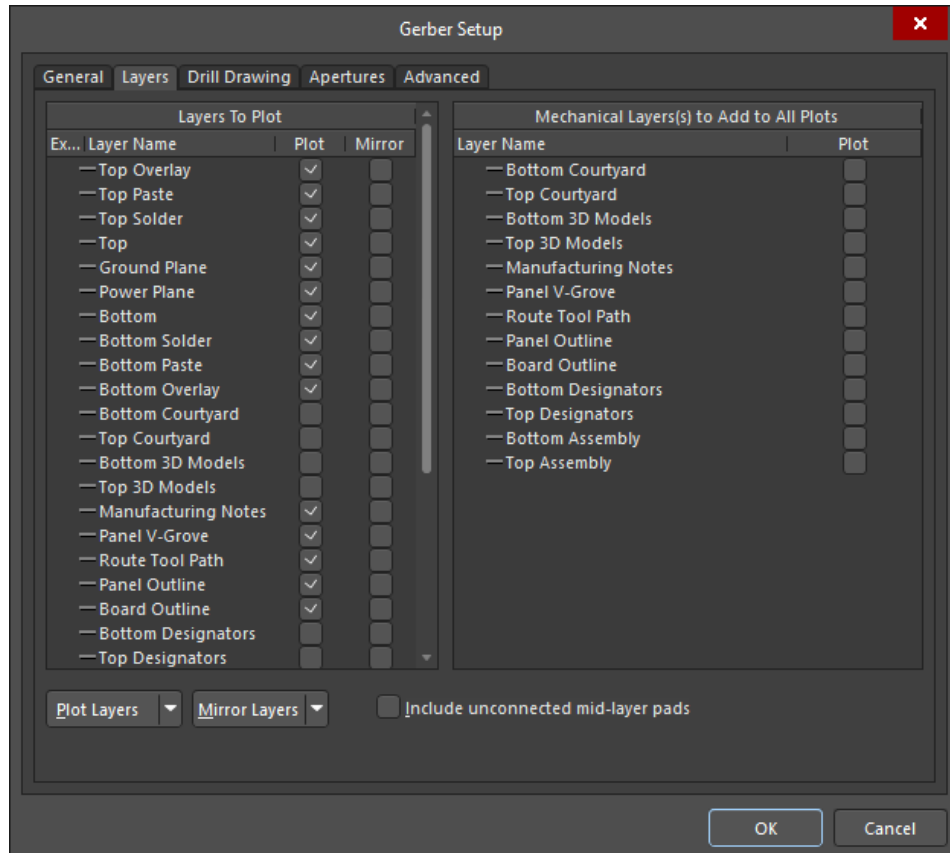 Gerber Setup
General Layers Drill Drawing Apertures Advanced
Layers To Plot
Ex... Layer Name Plot Mirror
Top Overlay
Top Paste
Top Solder
Top
Ground Plane
Power Plane
Bottom
Bottom Solder
Bottom Paste
Bottom Overlay
Bottom Courtyard
Top Courtyard
Bottom 3D Models
Top 3D Models
Manufacturing Notes
Panel V-Grove
Route Tool Path
Panel Outline
Board Outline
Bottom Designators
Top Designators
Mechanical Layers(s) to Add to All Plots
Layer Name Plot
Bottom Courtyard
Top Courtyard
Bottom 3D Models
Top 3D Models
Manufacturing Notes
Panel V-Grove
Route Tool Path
Panel Outline
Board Outline
Bottom Designators
Top Designators
Bottom Assembly
Top Assembly
Plot Layers Mirror Layers Include unconnected mid-layer pads
OK Cancel